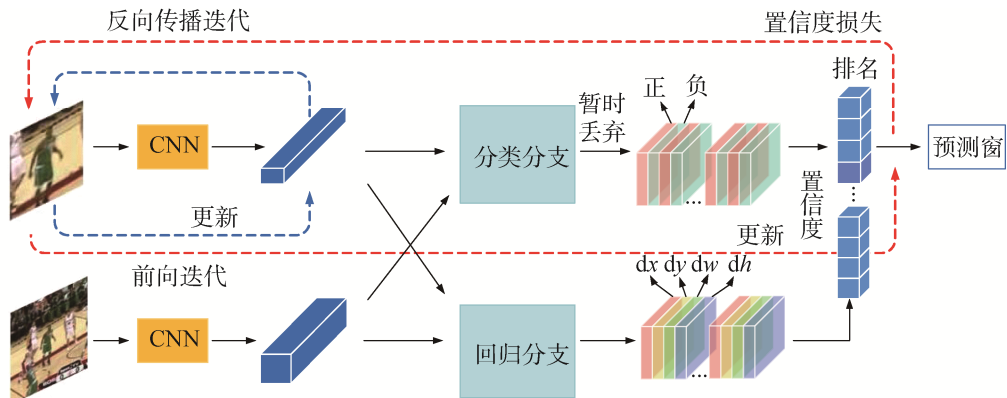 反向传播迭代
置信度损失
排名
正 负
暂时
丢弃
CNN
分类分支
预测窗
...
置信度
...
更新
更新
前向迭代
dx dy dw dh
CNN
回归分支
...